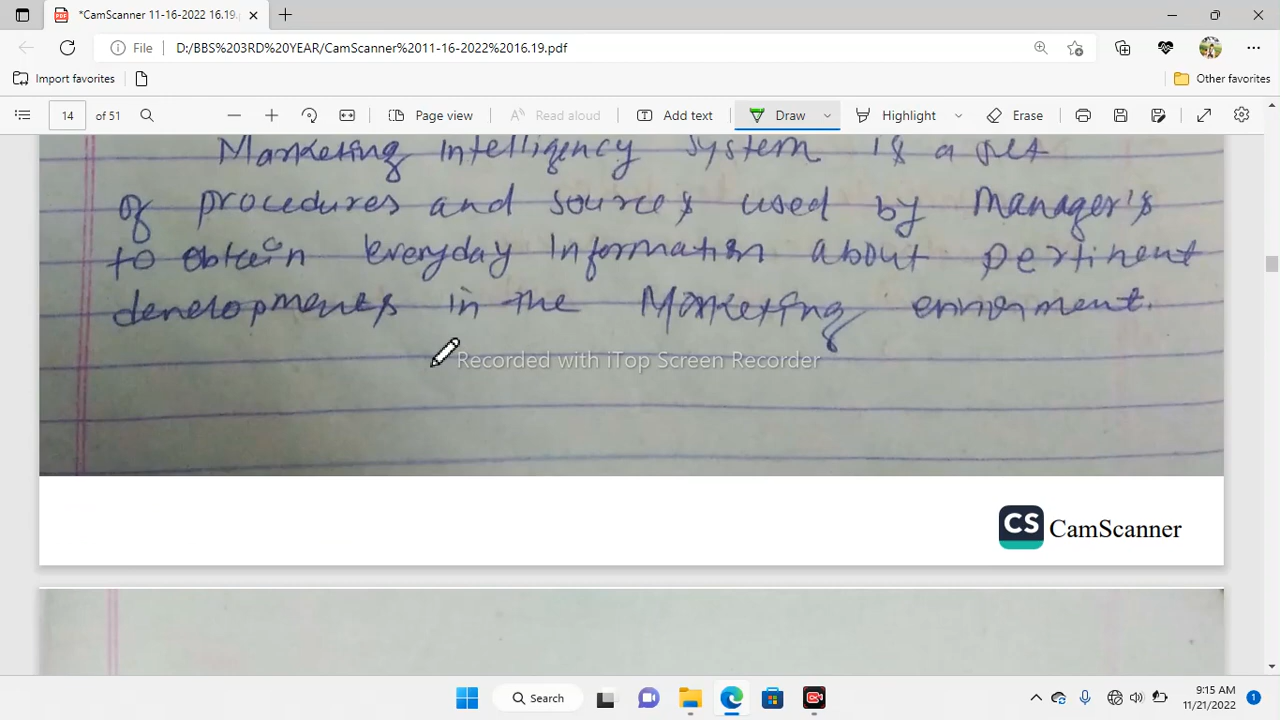 *CamScanner 11-16-2022 16.19.
File D:/BBS%203RD%20YEAR/CamScanner%2011-16-2022%2016.19.pdf
Import favorites
Other favorites
14 of 51
Page view
Read aloud
Add text
Draw
Highlight
Erase
Marketing intelligency system is a set
of procedures and sources used by Manager's
to obtain everyday Information about pertinent
developments in the Marketing
Recorded with iTop Screen Recorder
CS CamScanner
Search
9:15 AM
11/21/2022
1